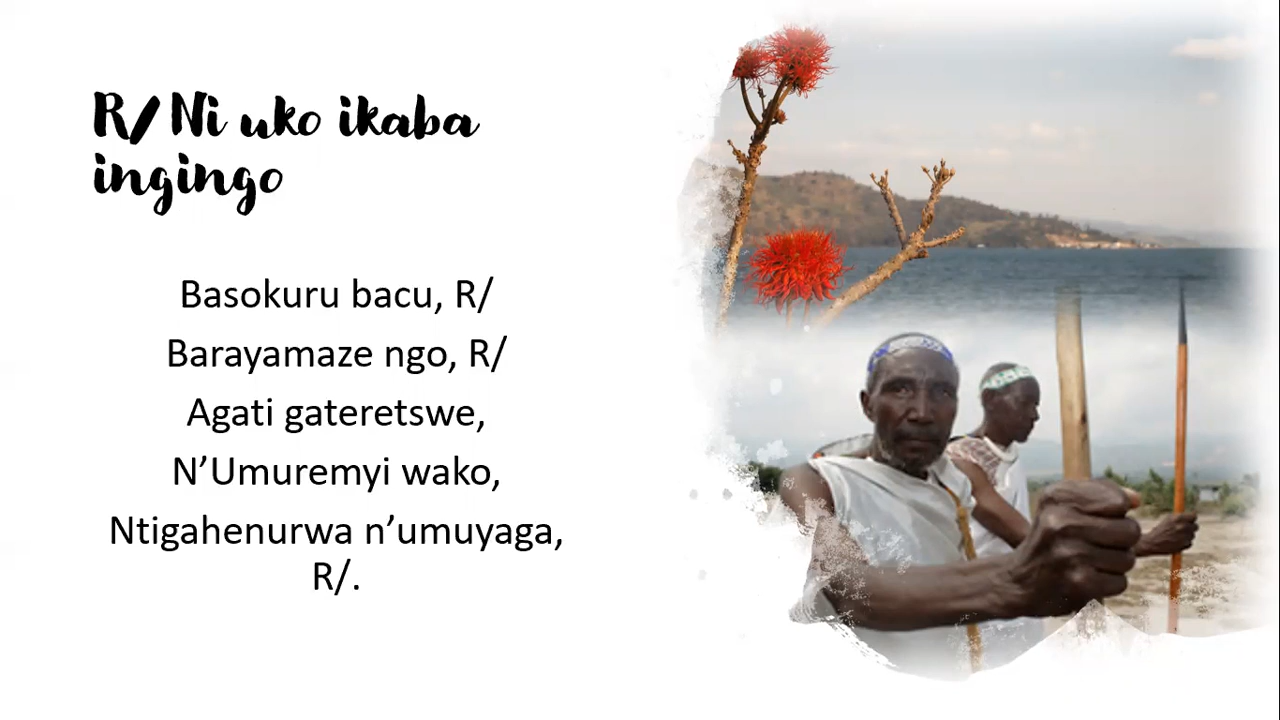 R/ Ni uko ikaba
ingingo
Basokuru bacu, R/
Barayamaze ngo, R/
Agati gateretswe,
N’Umuremyi wako,
Ntigahenurwa n’umuyaga,
R/.